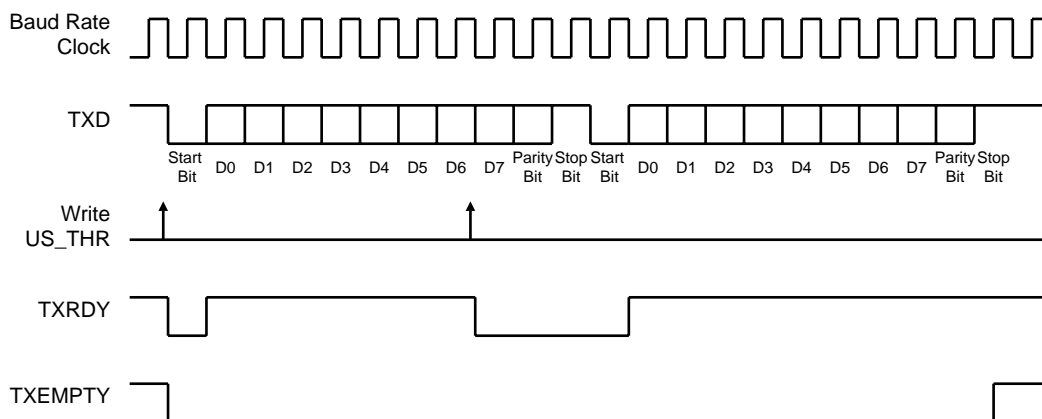 Baud Rate
Clock
TXD
Start
Bit
D0
D1
D2
D3
D4
D5
D6
D7
Parity
Bit
Stop
Bit
Start
Bit
D0
D1
D2
D3
D4
D5
D6
D7
Parity
Bit
Stop
Bit
Write
US_THR
TXRDY
TXEMPTY